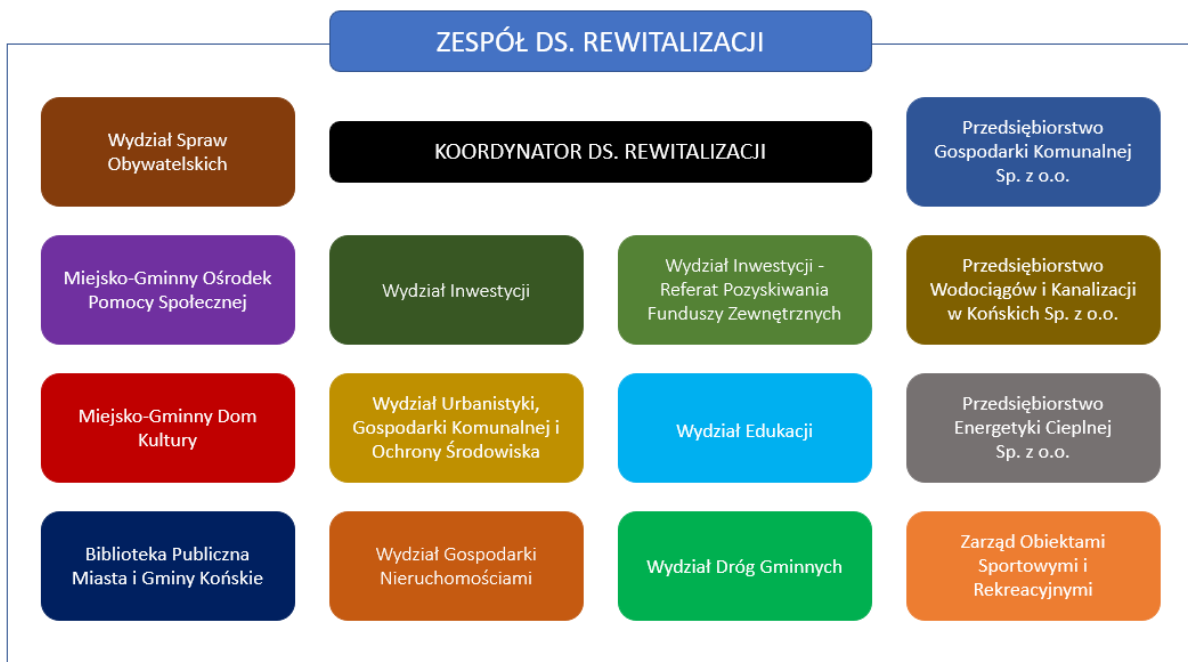 ZESPÓŁ DS. REWITALIZACJI
Wydział Spraw
Obywatelskich
KOORDYNATOR DS. REWITALIZACJI
Przedsiębiorstwo
Gospodarki Komunalnej
Sp. z o.o.
Miejsko-Gminny Ośrodek
Pomocy Społecznej
Wydział Inwestycji
Wydział Inwestycji -
Referat Pozyskiwania
Funduszy Zewnętrznych
Przedsiębiorstwo
Wodociągów i Kanalizacji
w Końskich Sp. z o.o.
Miejsko-Gminny Dom
Kultury
Wydział Urbanistyki,
Gospodarki Komunalnej i
Ochrony Środowiska
Wydział Edukacji
Przedsiębiorstwo
Energetyki Cieplnej
Sp. z o.o.
Biblioteka Publiczna
Miasta i Gminy Końskie
Wydział Gospodarki
Nieruchomościami
Wydział Dróg Gminnych
Zarząd Obiektami
Sportowymi i
Rekreacyjnymi